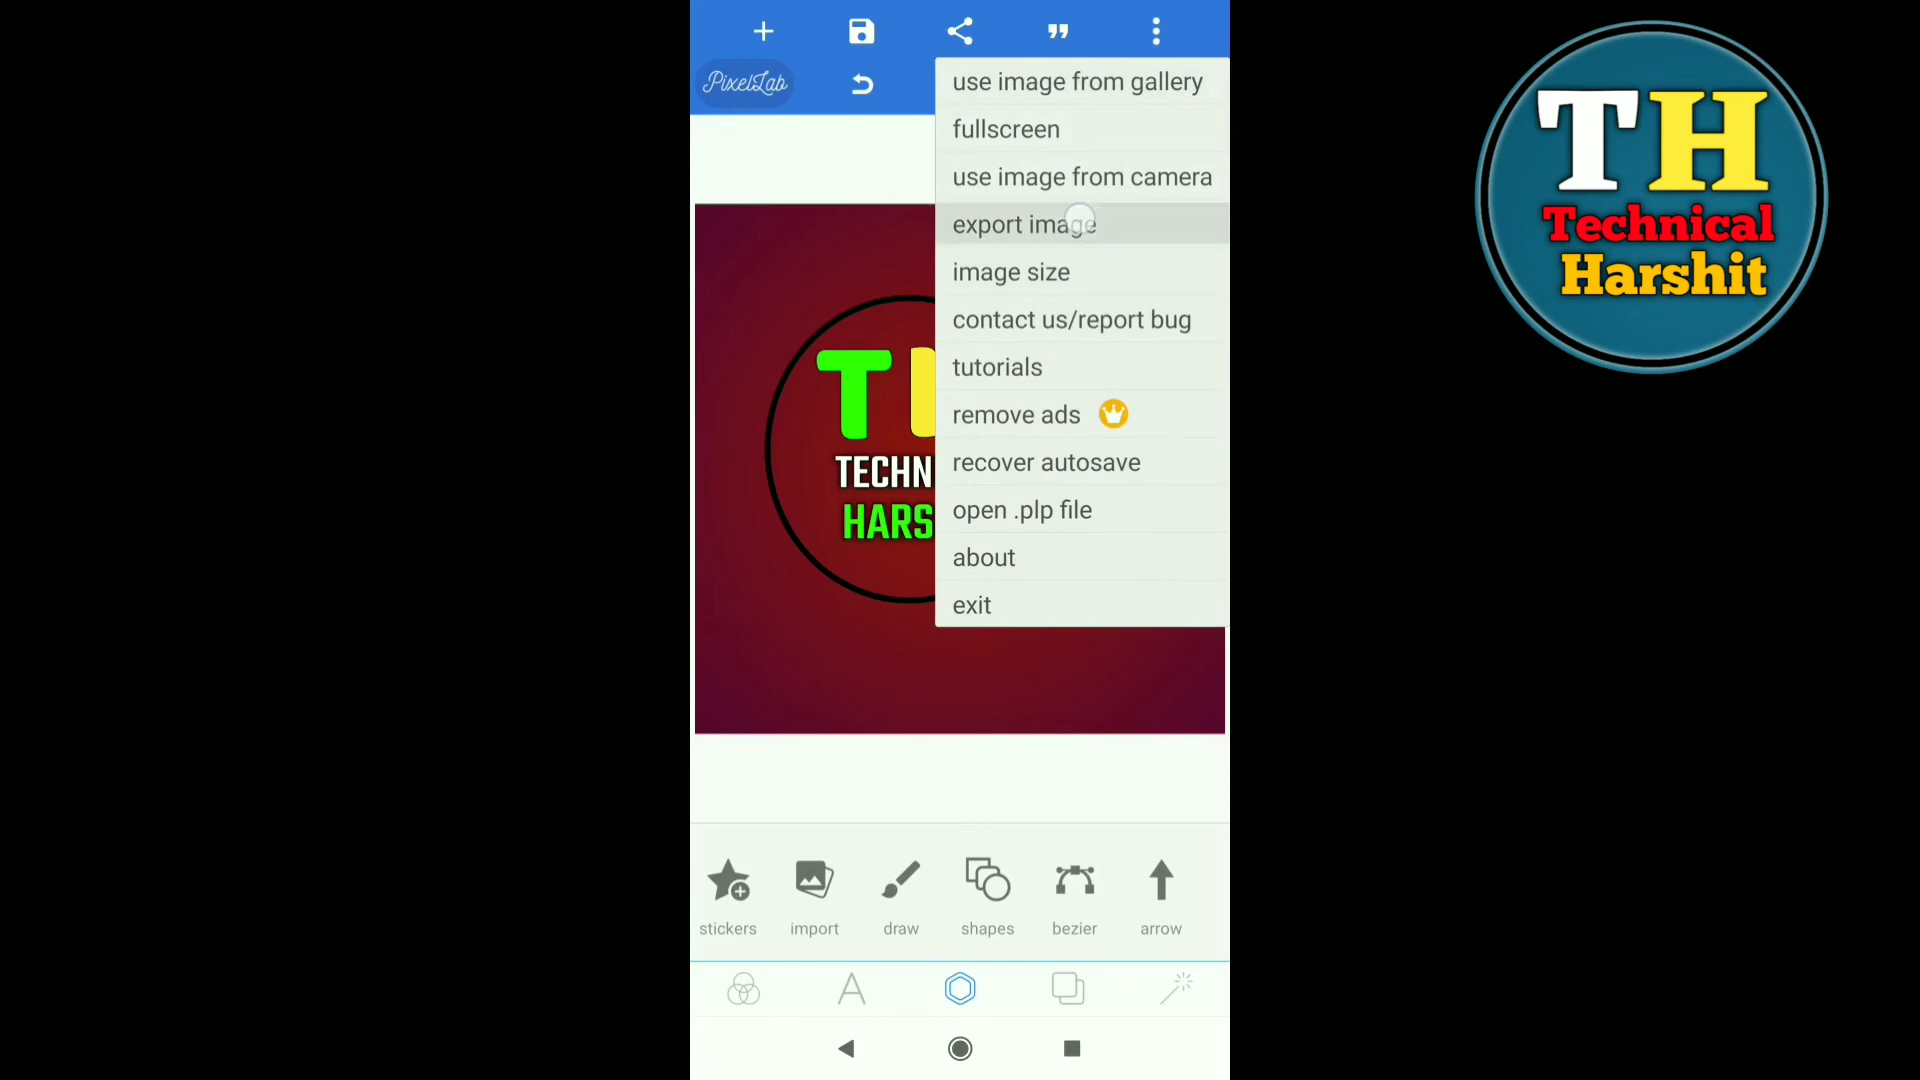 PixelLab
use image from gallery
fullscreen
use image from camera
export image
image size
contact us/report bug
tutorials
remove ads
recover autosave
open .plp file
about
exit
T
TECHN
HARS
stickers
import
draw
shapes
bezier
arrow
A
TH
Technical
Harshit